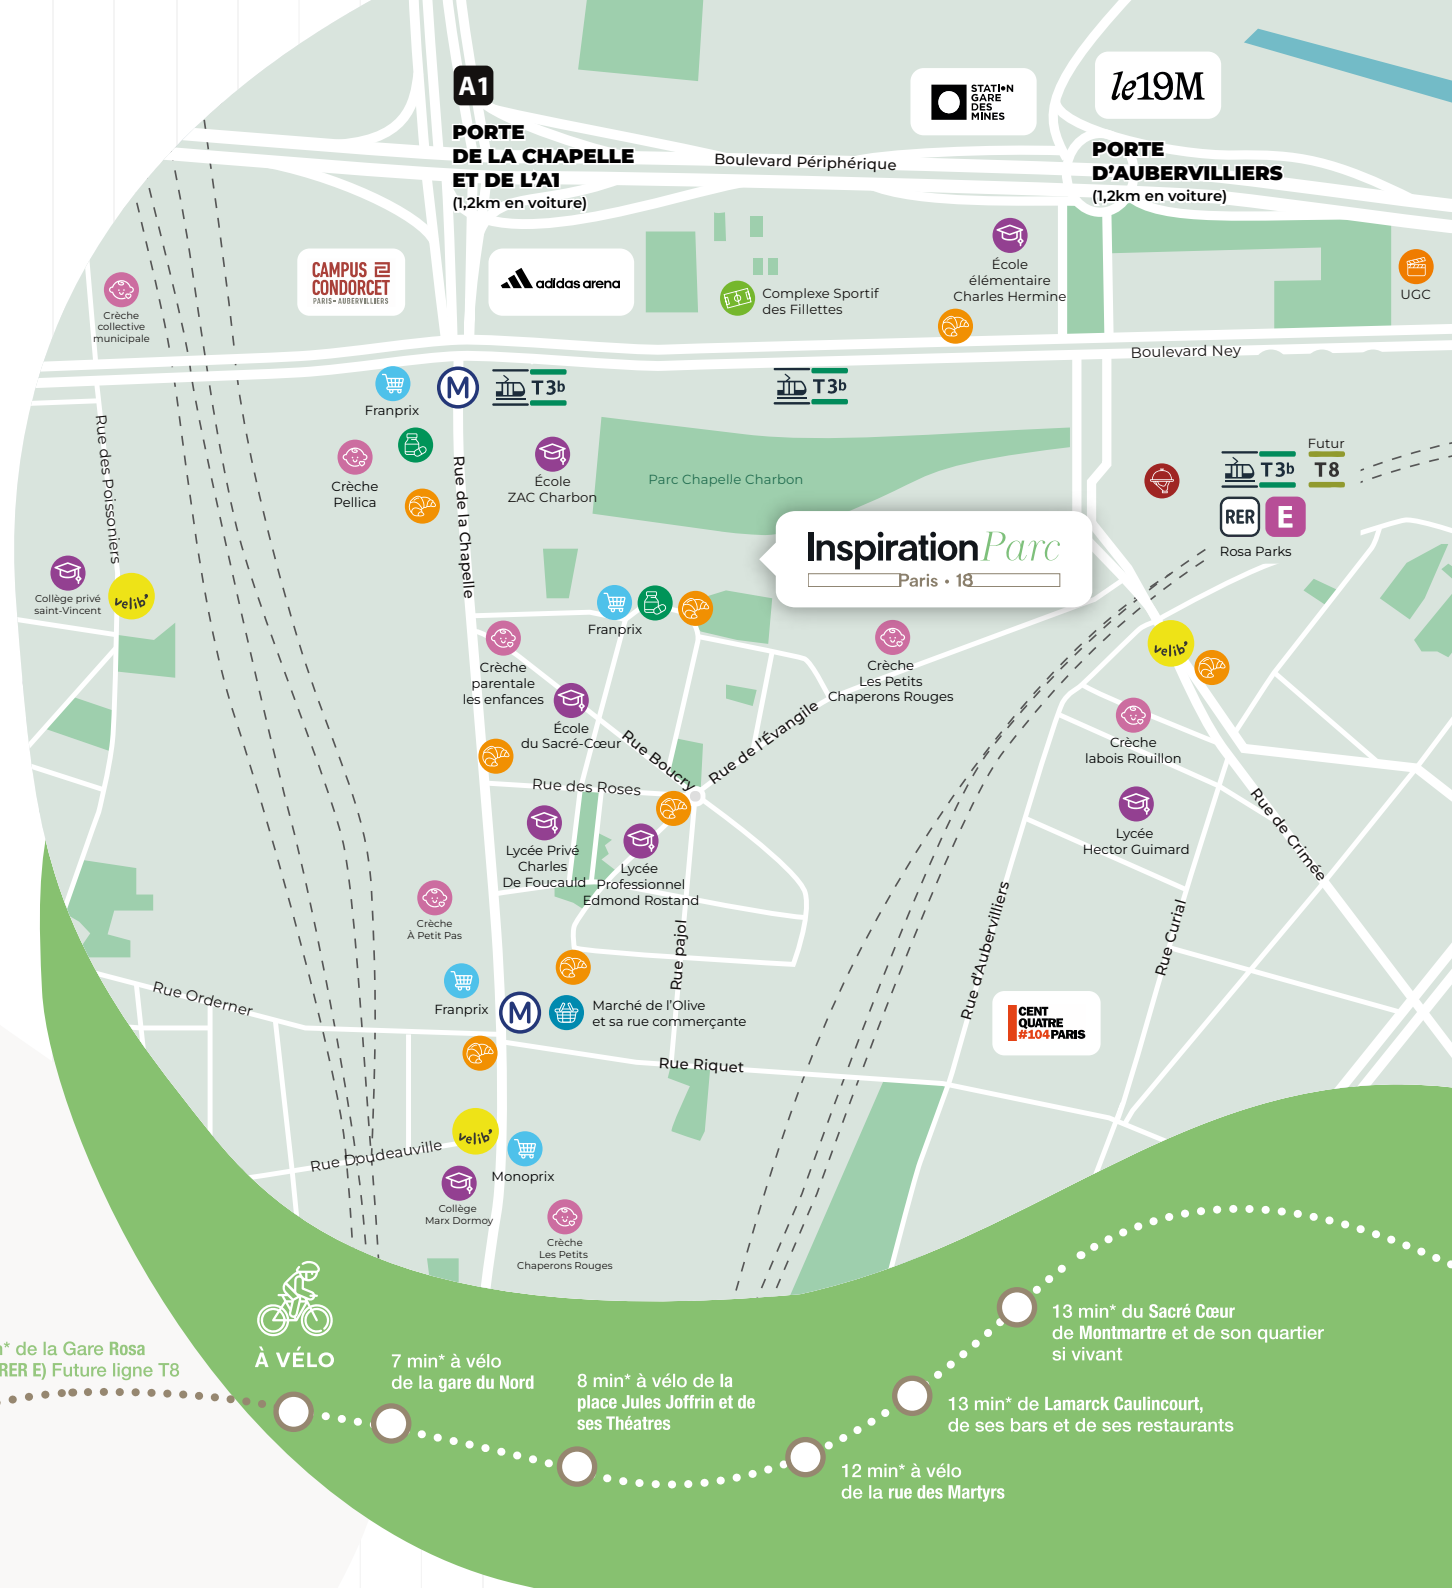 A1
PORTE
DE LA CHAPELLE
ET DE L'A1
(1,2km en voiture)
STATI•N
GARE
DES
MINES
le19M
PORTE
D'AUBERVILLIERS
(1,2km en voiture)
Boulevard Périphérique
CAMPUS
CONDORCET
PARIS-AUBERVILLIERS
adidas arena
Complexe Sportif
des Fillettes
École
élémentaire
Charles Hermine
UGC
Crèche
collective
municipale
Boulevard Ney
Franprix
M
T3b
T3b
Rue des Poissoniers
Crèche
Pellica
Rue de la Chapelle
École
ZAC Charbon
Parc Chapelle Charbon
Futur
T3b
T8
RER
E
Rosa Parks
InspirationParc
Paris • 18
Collège privé
saint-Vincent
velib'
Franprix
Crèche
parentale
les enfances
École
du Sacré-Cœur
Rue Boucry
Rue de l'Évangile
Crèche
Les Petits
Chaperons Rouges
velib'
Crèche
labois Rouillon
Rue des Roses
Lycée Privé
Charles
De Foucauld
Lycée
Professionnel
Edmond Rostand
Lycée
Hector Guimard
Rue de Crimée
Crèche
À Petit Pas
Rue pajol
Rue d'Aubervilliers
Rue Curial
Rue Orderner
Franprix
M
Marché de l'Olive
et sa rue commerçante
CENT
QUATRE
#104PARIS
Rue Riquet
velib'
Rue Doudeauville
Monoprix
Collège
Marx Dormoy
Crèche
Les Petits
Chaperons Rouges
* de la Gare Rosa
RER E) Future ligne T8
À VÉLO
7 min* à vélo
de la gare du Nord
8 min* à vélo de la
place Jules Joffrin et de
ses Théatres
12 min* à vélo
de la rue des Martyrs
13 min* de Lamarck Caulincourt,
de ses bars et de ses restaurants
13 min* du Sacré Cœur
de Montmartre et de son quartier
si vivant